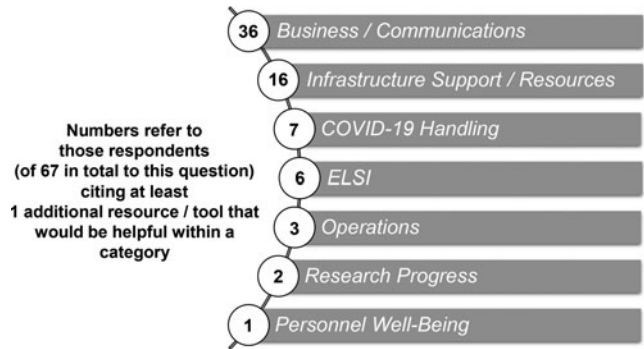 36 Business / Communications
16 Infrastructure Support / Resources
7 COVID-19 Handling
6 ELSI
3 Operations
2 Research Progress
1 Personnel Well-Being
Numbers refer to
those respondents
(of 67 in total to this question)
citing at least
1 additional resource / tool that
would be helpful within a
category